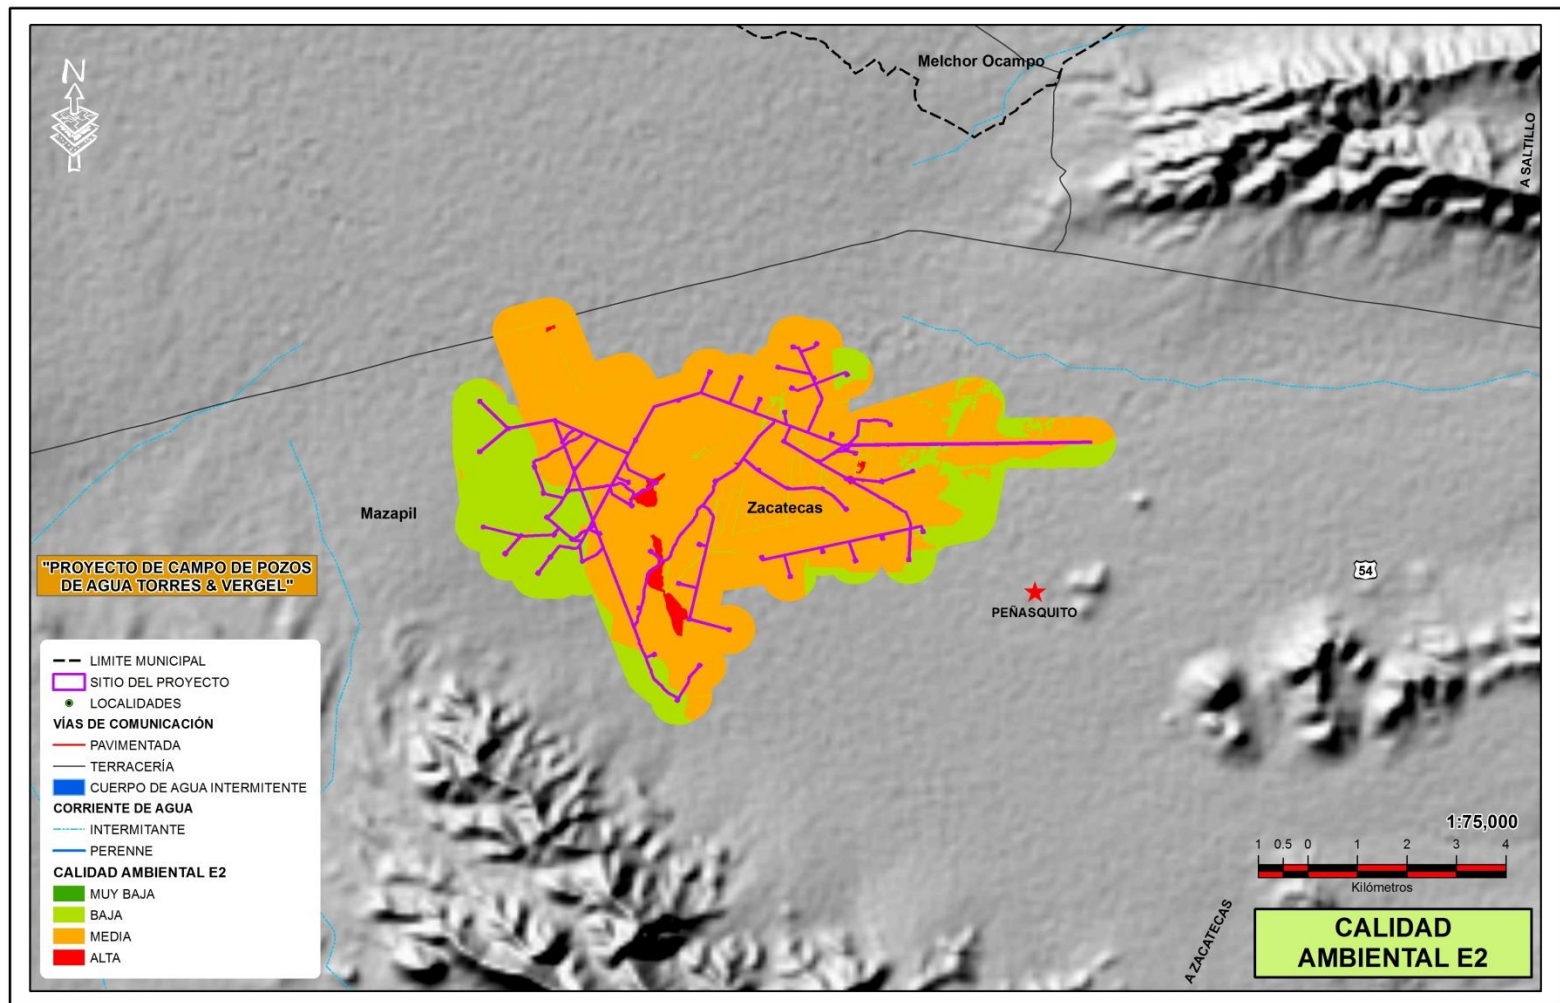 N
Melchor Ocampo
A SALTILLO
Mazapil
Zacatecas
"PROYECTO DE CAMPO DE POZOS
DE AGUA TORRES & VERGEL"
54
PEÑASQUITO
LIMITE MUNICIPAL
SITIO DEL PROYECTO
LOCALIDADES
VÍAS DE COMUNICACIÓN
PAVIMENTADA
TERRACERÍA
CUERPO DE AGUA INTERMITENTE
CORRIENTE DE AGUA
INTERMITANTE
PERENNE
CALIDAD AMBIENTAL E2
MUY BAJA
BAJA
MEDIA
ALTA
1:75,000
1 0.5 0 1 2 3 4
Kilómetros
A ZACATECAS
CALIDAD
AMBIENTAL E2